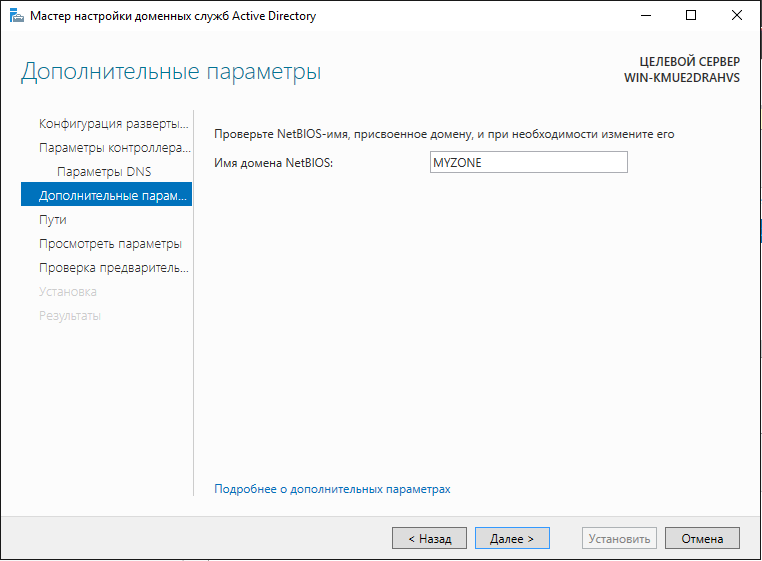 Мастер настройки доменных служб Active Directory
Дополнительные параметры
ЦЕЛЕВОЙ СЕРВЕР
WIN-KMUE2DRAHVS
Конфигурация разверты...
Параметры контроллера...
Параметры DNS
Дополнительные парам...
Пути
Просмотреть параметры
Проверка предваритель...
Установка
Результаты
Проверьте NetBIOS-имя, присвоенное домену, и при необходимости измените его
Имя домена NetBIOS: MYZONE
Подробнее о дополнительных параметрах
< Назад Далее > Установить Отмена